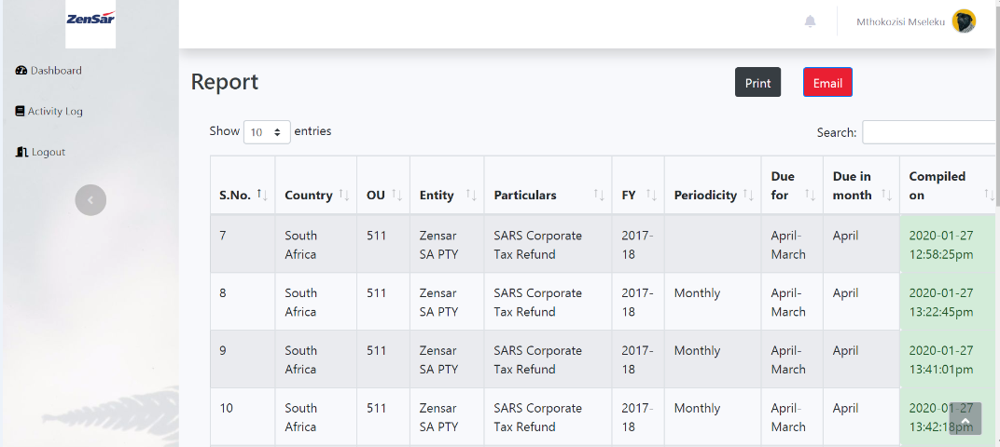 ZenSar
Mthokozisi Mseleku
Dashboard
Activity Log
Logout
Report
Print
Email
Show 10 entries
Search:
S.No. Country OU Entity Particulars FY Periodicity Due for Due in month Compiled on
7 South Africa 511 Zensar SA PTY SARS Corporate Tax Refund 2017-18 April-March April 2020-01-27 12:58:25pm
8 South Africa 511 Zensar SA PTY SARS Corporate Tax Refund 2017-18 Monthly April-March April 2020-01-27 13:22:45pm
9 South Africa 511 Zensar SA PTY SARS Corporate Tax Refund 2017-18 Monthly April-March April 2020-01-27 13:41:01pm
10 South Africa 511 Zensar SA PTY SARS Corporate Tax Refund 2017-18 Monthly April-March April 2020-01-27 13:42:18pm